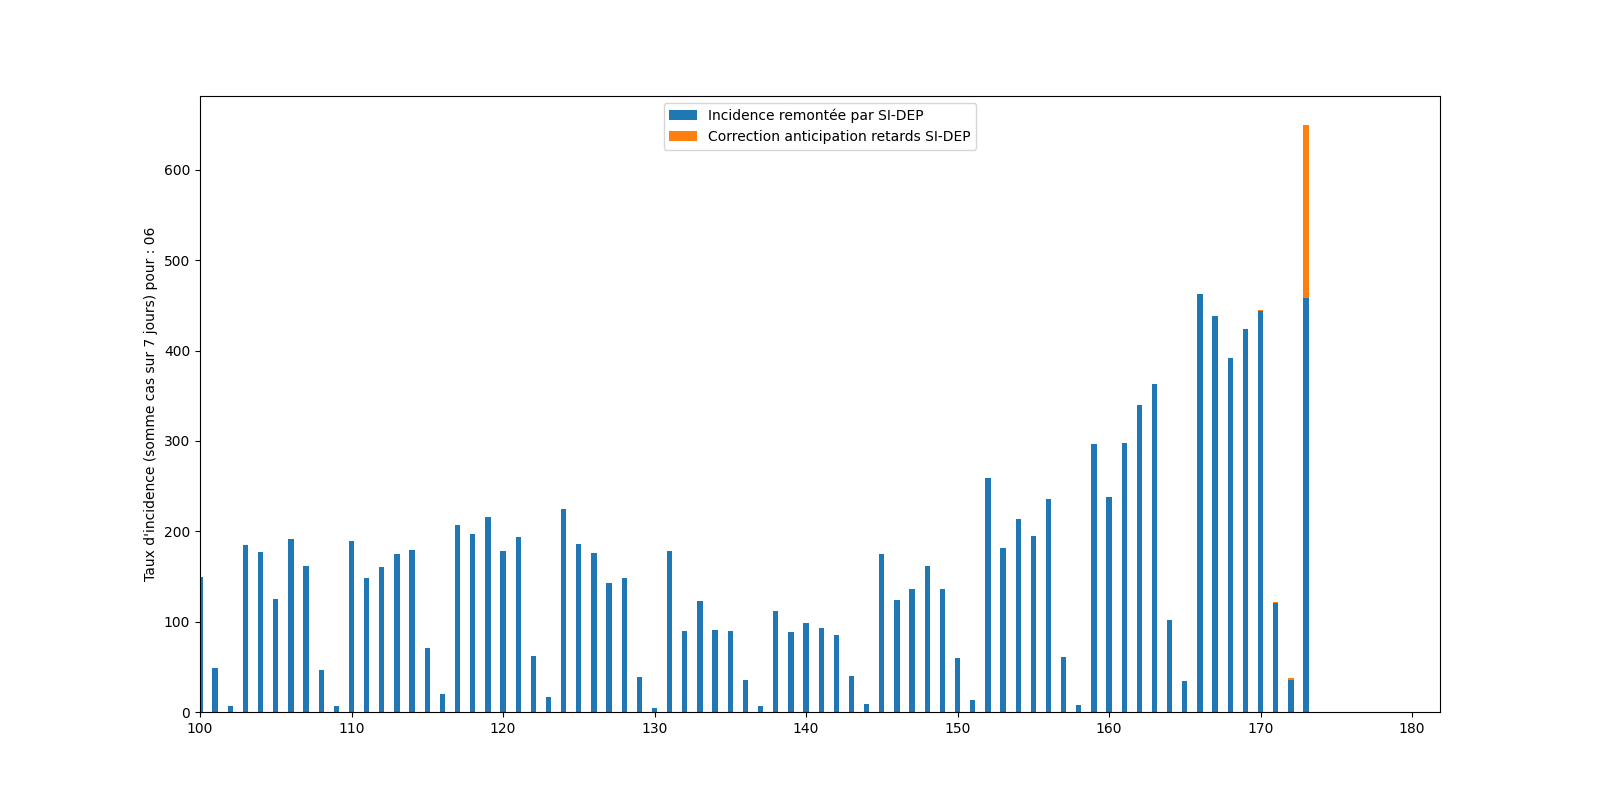 Incidence remontée par SI-DEP
Correction anticipation retards SI-DEP
Taux d'incidence (somme cas sur 7 jours) pour : 06
600
500
400
300
200
100
0
100 110 120 130 140 150 160 170 180